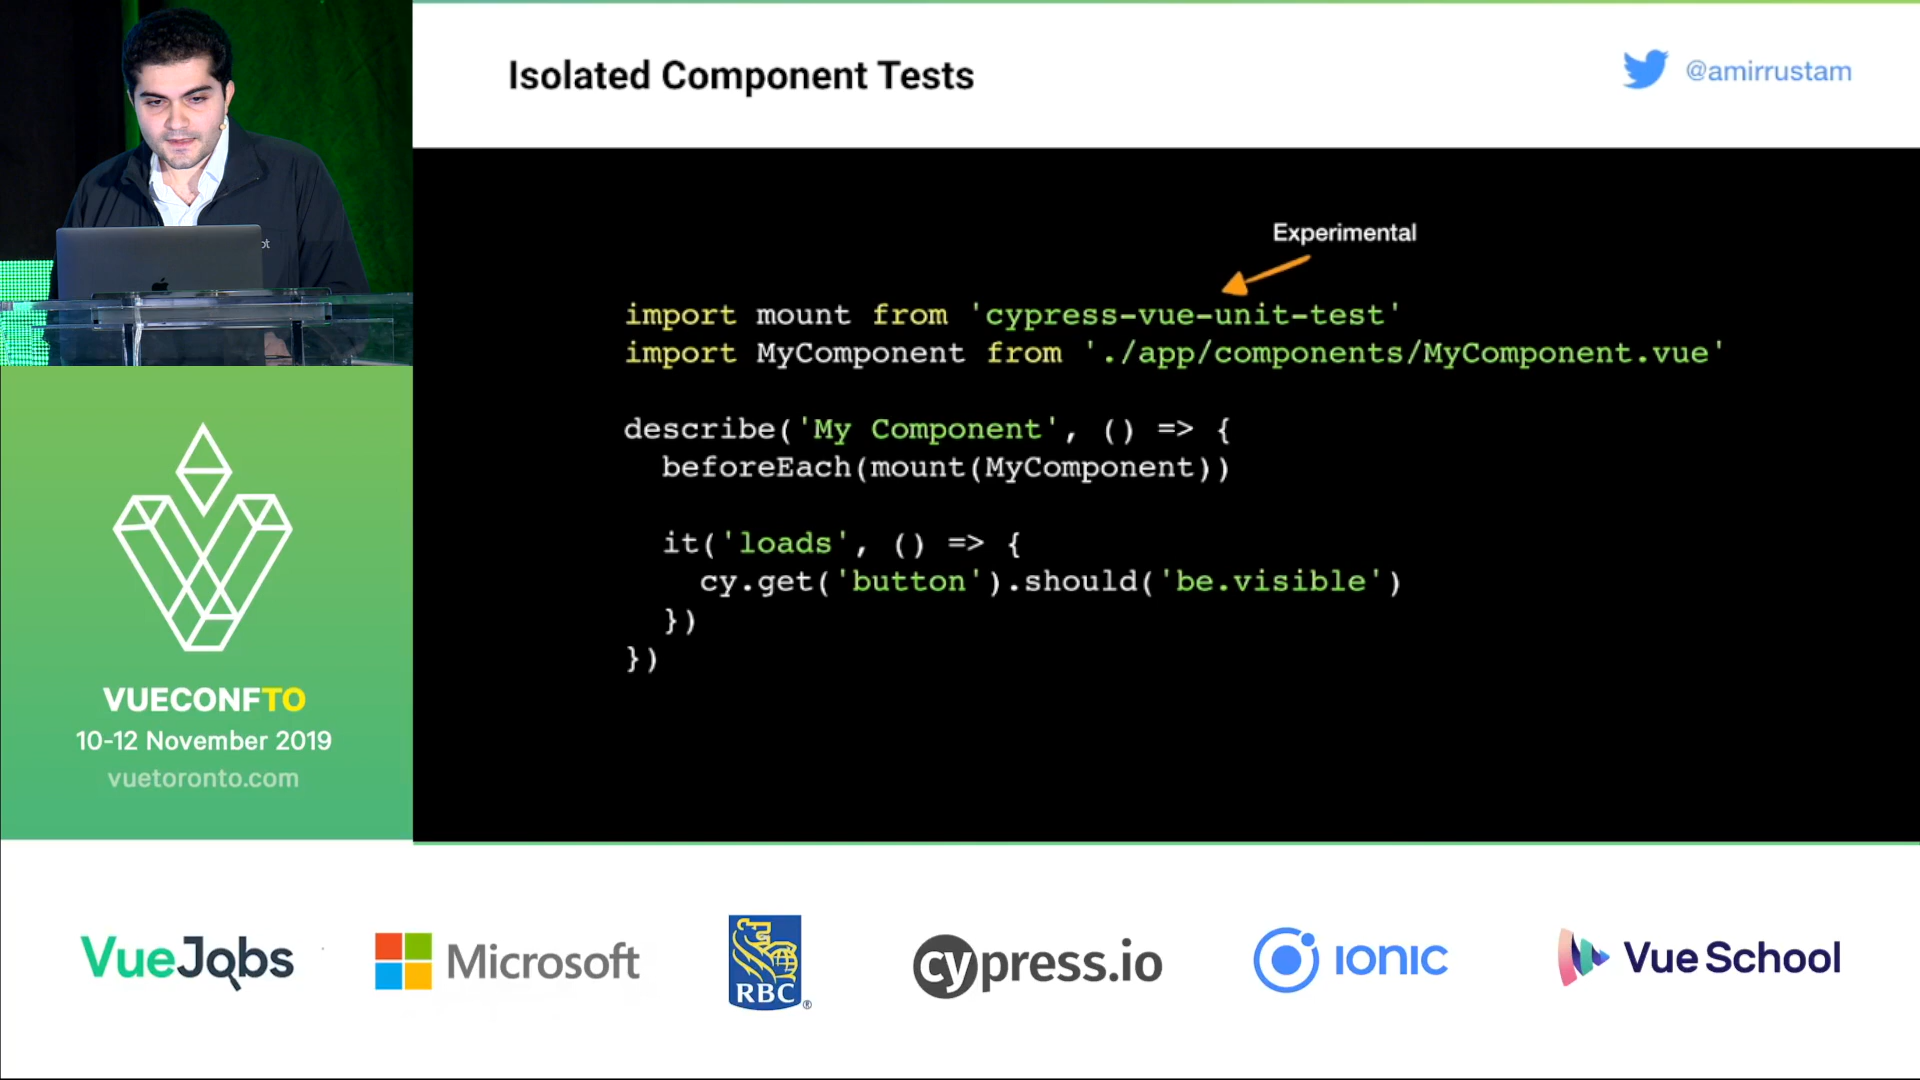 Isolated Component Tests
@amirrustam
Experimental
import mount from 'cypress-vue-unit-test'
import MyComponent from './app/components/MyComponent.vue'
describe('My Component', () => {
beforeEach(mount(MyComponent))
it('loads', () => {
cy.get('button').should('be.visible')
})
})
ot
VUECONFTO
10-12 November 2019
vuetoronto.com
VueJobs
Microsoft
RBC
®
cypress.io
IONIC
Vue School